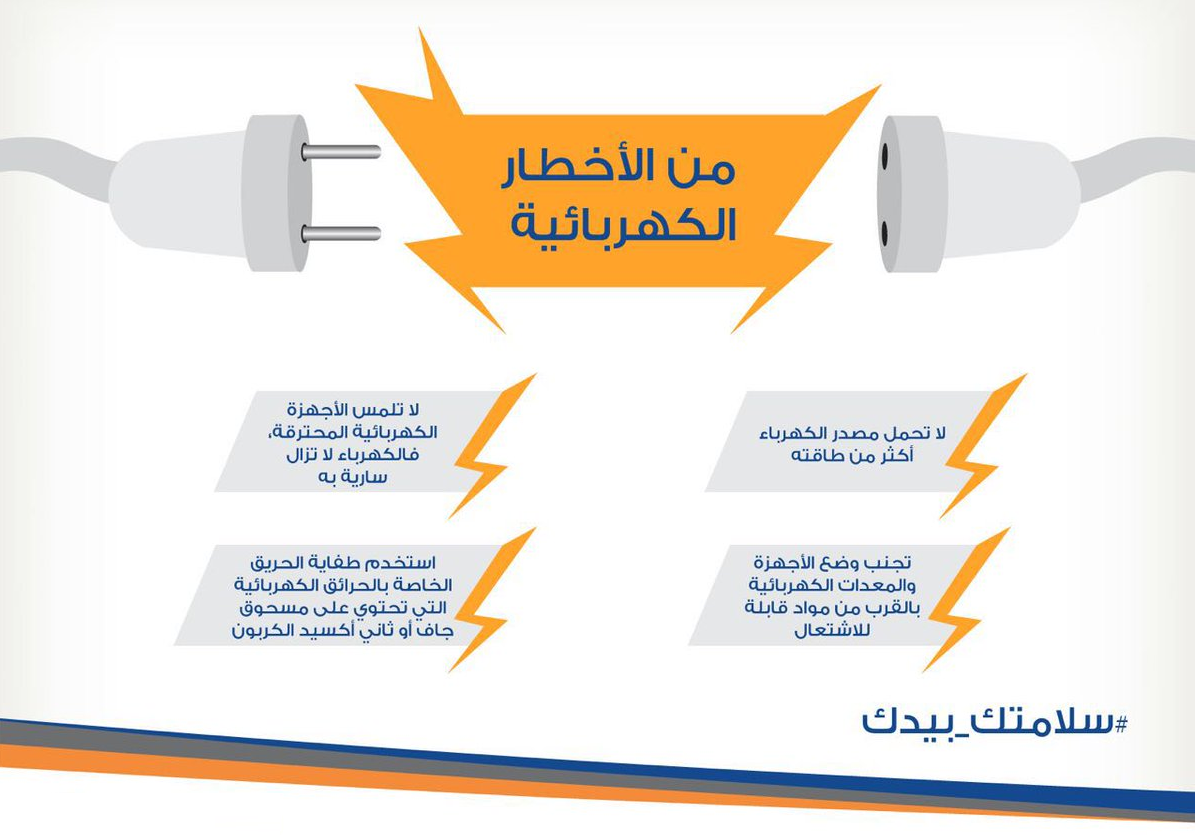 من الأخطار
الكهربائية
لا تحمل مصدر الكهرباء
أكثر من طاقته
لا تلمس الأجهزة
الكهربائية المحترقة،
فالكهرباء لا تزال
سارية به
تجنب وضع الأجهزة
والمعدات الكهربائية
بالقرب من مواد قابلة
للاشتعال
استخدم طفاية الحريق
الخاصة بالحرائق الكهربائية
التي تحتوي على مسحوق
جاف أو ثاني أكسيد الكربون
#سلامتك_بيدك